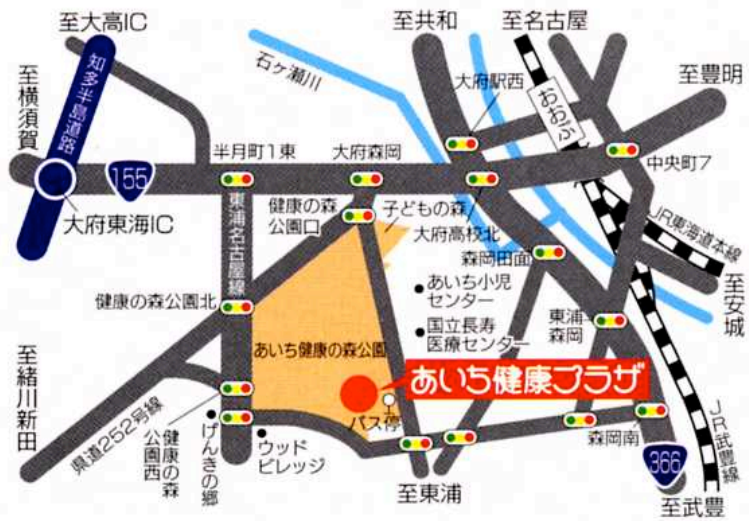 至大高IC
至共和
至名古屋
至横須賀
知多半島道路
石ヶ瀬川
大府駅西
至豊明
おおぶ
155
半月町1東
大府森岡
中央町7
大府東海IC
東浦名古屋線
健康の森
公園口
子どもの森
大府高校北
森岡田面
JR東海道本線
至安城
健康の森公園北
あいち小児
センター
国立長寿
医療センター
東浦
森岡
あいち健康の森公園
あいち健康プラザ
バス停
至緒川新田
県道252号線
健康の森
公園西
げんきの郷
ウッド
ビレッジ
森岡南
JR武豊線
366
至東浦
至武豊